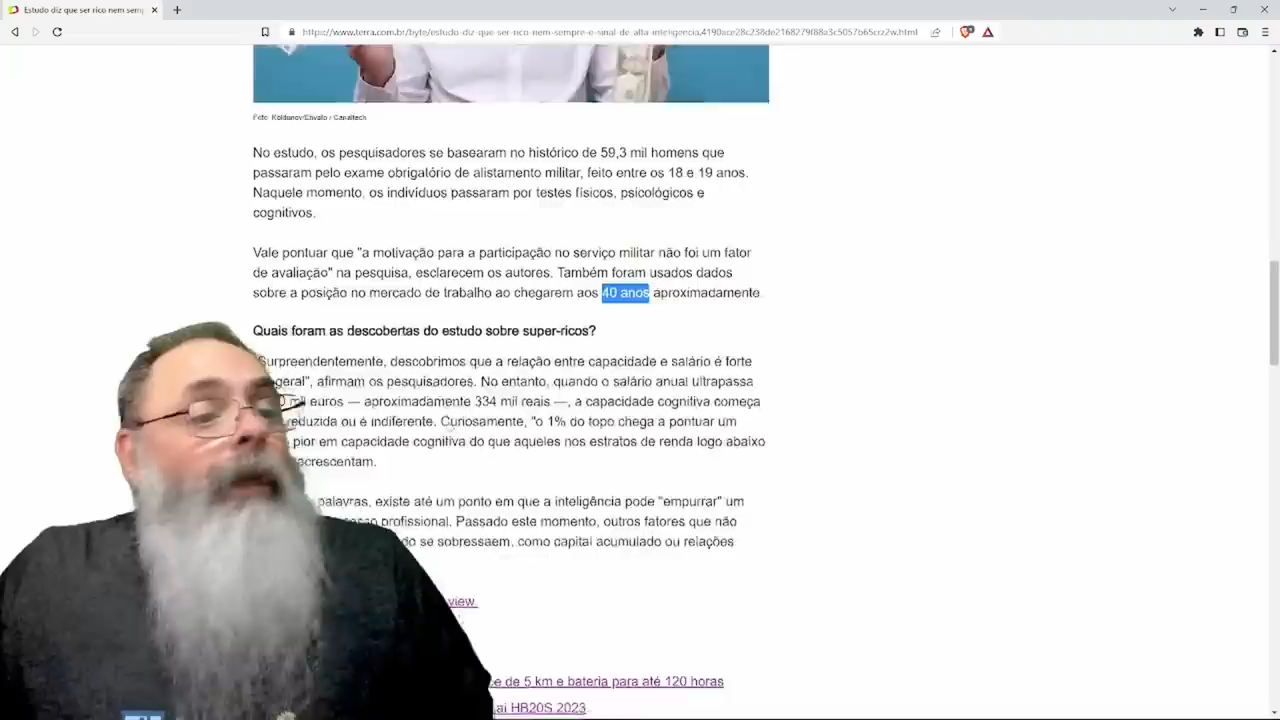 Estudo diz que ser rico nem semp
https://www.terra.com.br/byte/estudo-diz-que-ser-rico-nem-sempre-e-sinal-de-alta-inteligencia,
Foto: Koldunov/Envato / Canaltech
No estudo, os pesquisadores se basearam no histórico de 59,3 mil homens que
passaram pelo exame obrigatório de alistamento militar, feito entre os 18 e 19 anos.
Naquele momento, os indivíduos passaram por testes físicos, psicológicos e
cognitivos.
Vale pontuar que "a motivação para a participação no serviço militar não foi um fator
de avaliação" na pesquisa, esclarecem os autores. Também foram usados dados
sobre a posição no mercado de trabalho ao chegarem aos 40 anos aproximadamente.
Quais foram as descobertas do estudo sobre super-ricos?
Surpreendentemente, descobrimos que a relação entre capacidade e salário é forte
geral", afirmam os pesquisadores. No entanto, quando o salário anual ultrapassa
mil euros — aproximadamente 334 mil reais —, a capacidade cognitiva começa
reduzida ou é indiferente. Curiosamente, "o 1% do topo chega a pontuar um
pior em capacidade cognitiva do que aqueles nos estratos de renda logo abaixo
acrescentam.
palavras, existe até um ponto em que a inteligência pode "empurrar" um
profissional. Passado este momento, outros fatores que não
do se sobressaem, como capital acumulado ou relações
view.
e de 5 km e bateria para até 120 horas
ai HB20S 2023